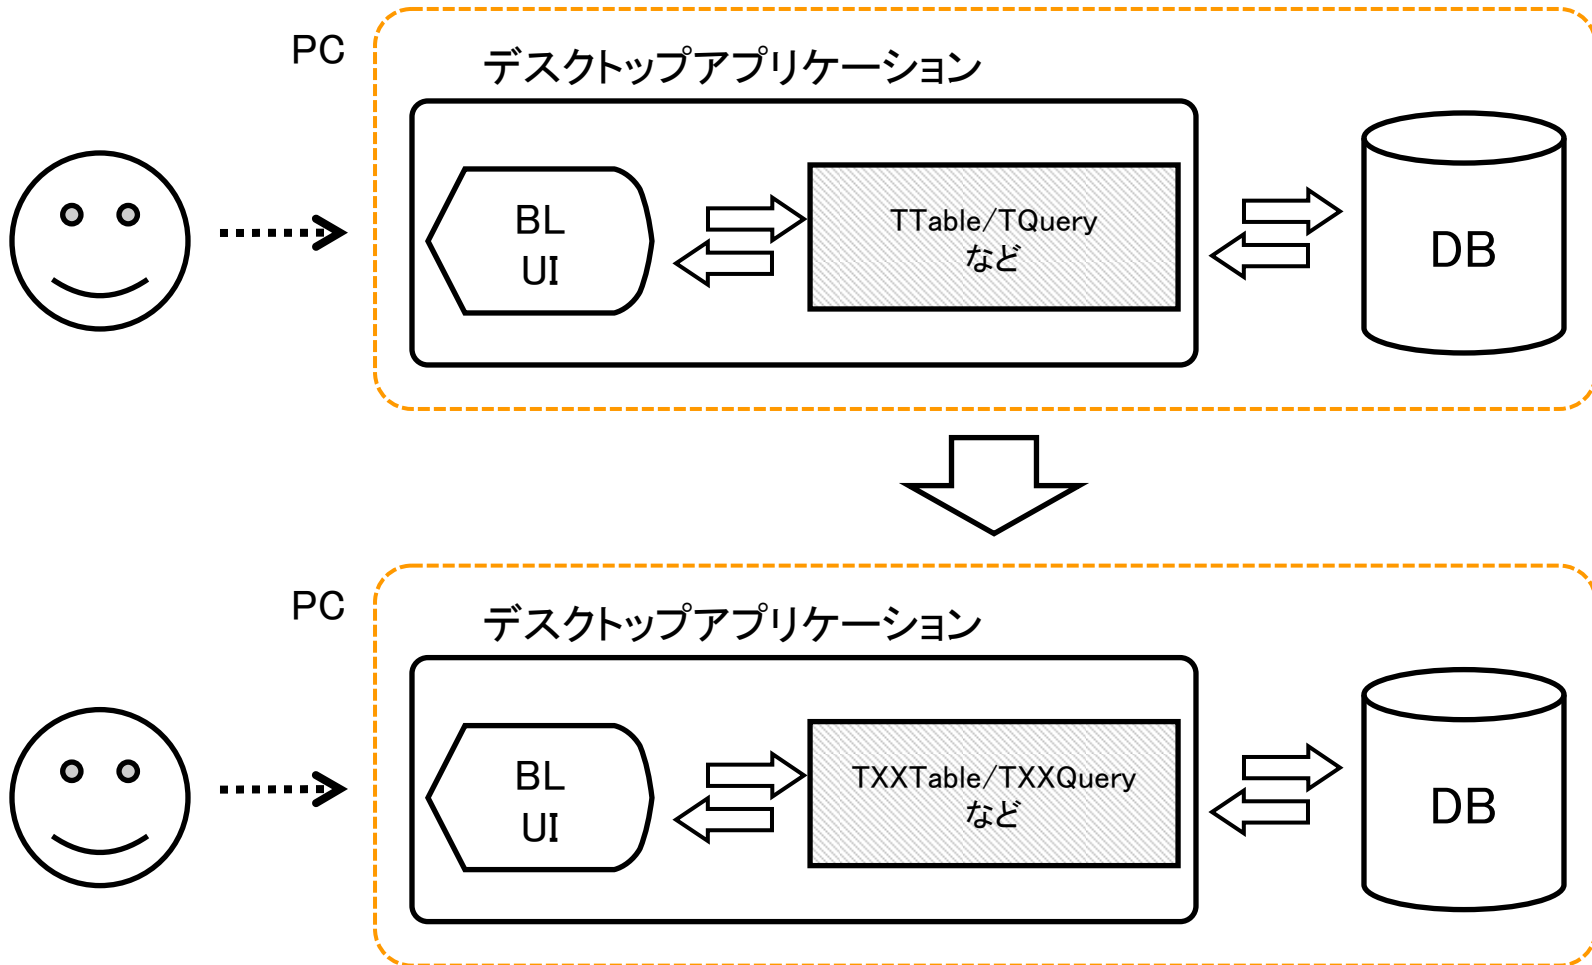 PC
デスクトップアプリケーション
BL
UI
TTable/TQuery
など
DB
PC
デスクトップアプリケーション
BL
UI
TXXTable/TXXQuery
など
DB